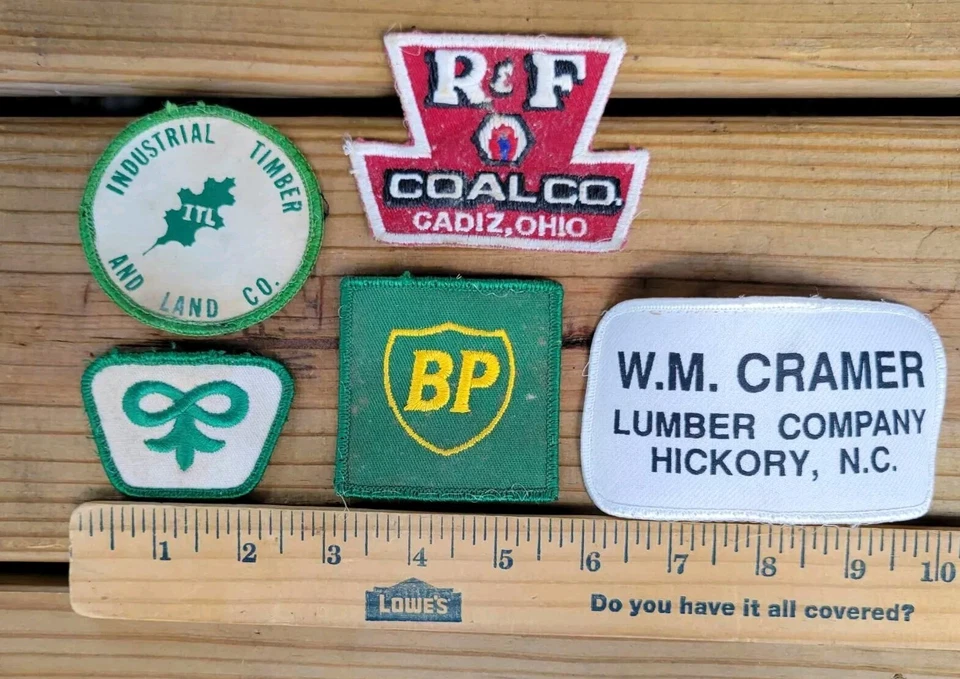 R & F
COAL CO.
CADIZ, OHIO
INDUSTRIAL TIMBER
ITL
AND LAND CO.
BP
W.M. CRAMER
LUMBER COMPANY
HICKORY, N.C.
1 2 3 4 5 6 7 8 9 10
LOWE'S
Do you have it all covered?